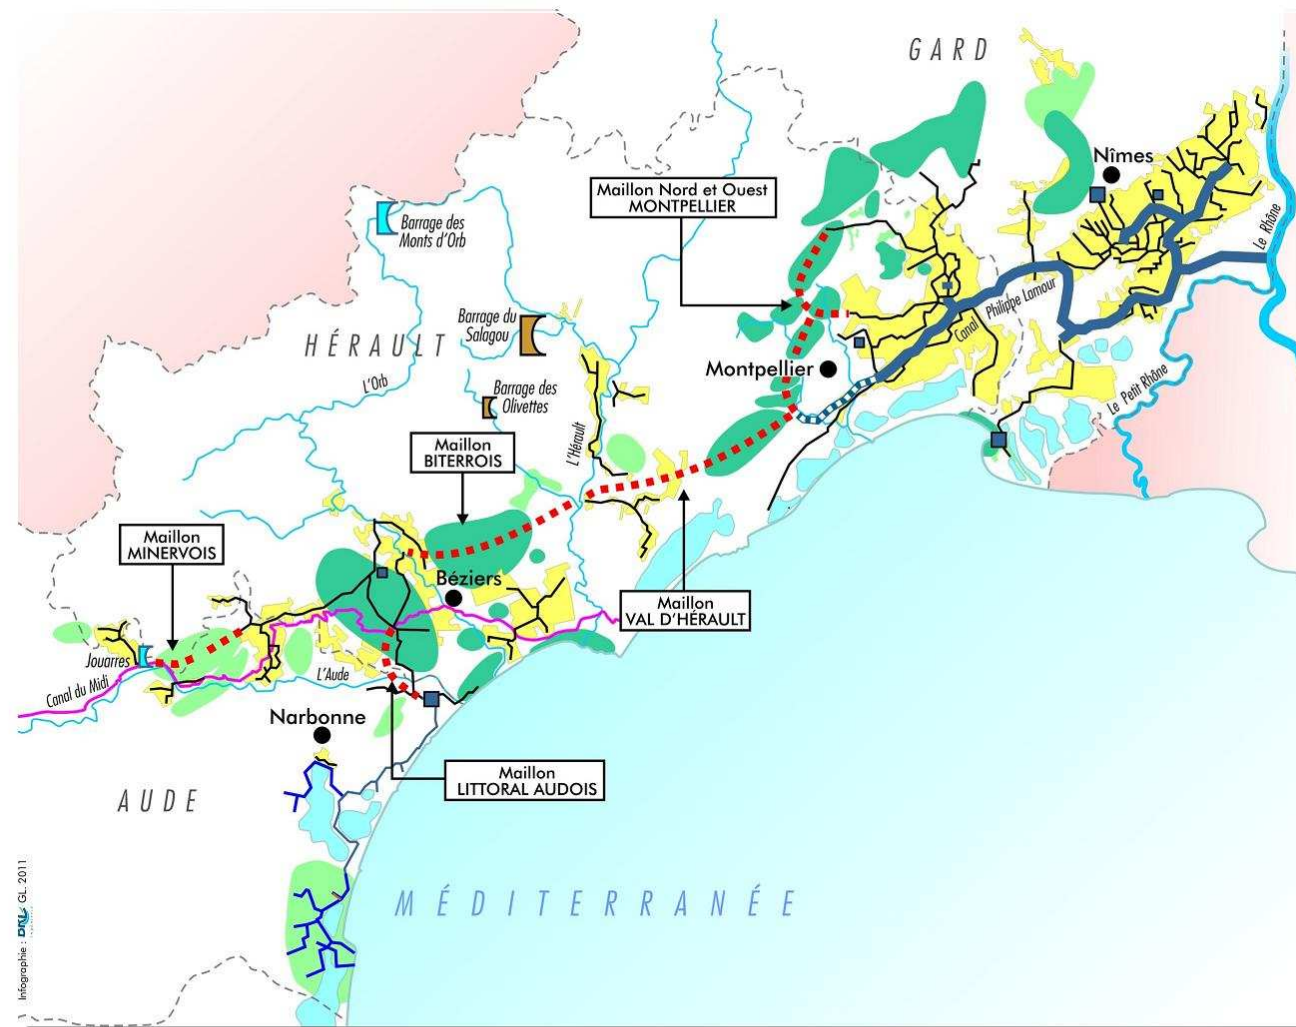 GARD
Nîmes
Maillon Nord et Ouest
MONTPELLIER
Le Rhône
Barrage des
Monts d'Orb
Canal Philippe Lamour
Barrage du
Salagou
HÉRAULT
Montpellier
L'Orb
Barrage des
Olivettes
Le Petit Rhône
Maillon
BITERROIS
L'Hérault
Maillon
MINERVOIS
Béziers
Maillon
VAL D'HÉRAULT
Jouarres
L'Aude
Canal du Midi
Narbonne
Maillon
LITTORAL AUDOIS
AUDE
MÉDITERRANÉE
Infographie : BRL GL. 2011